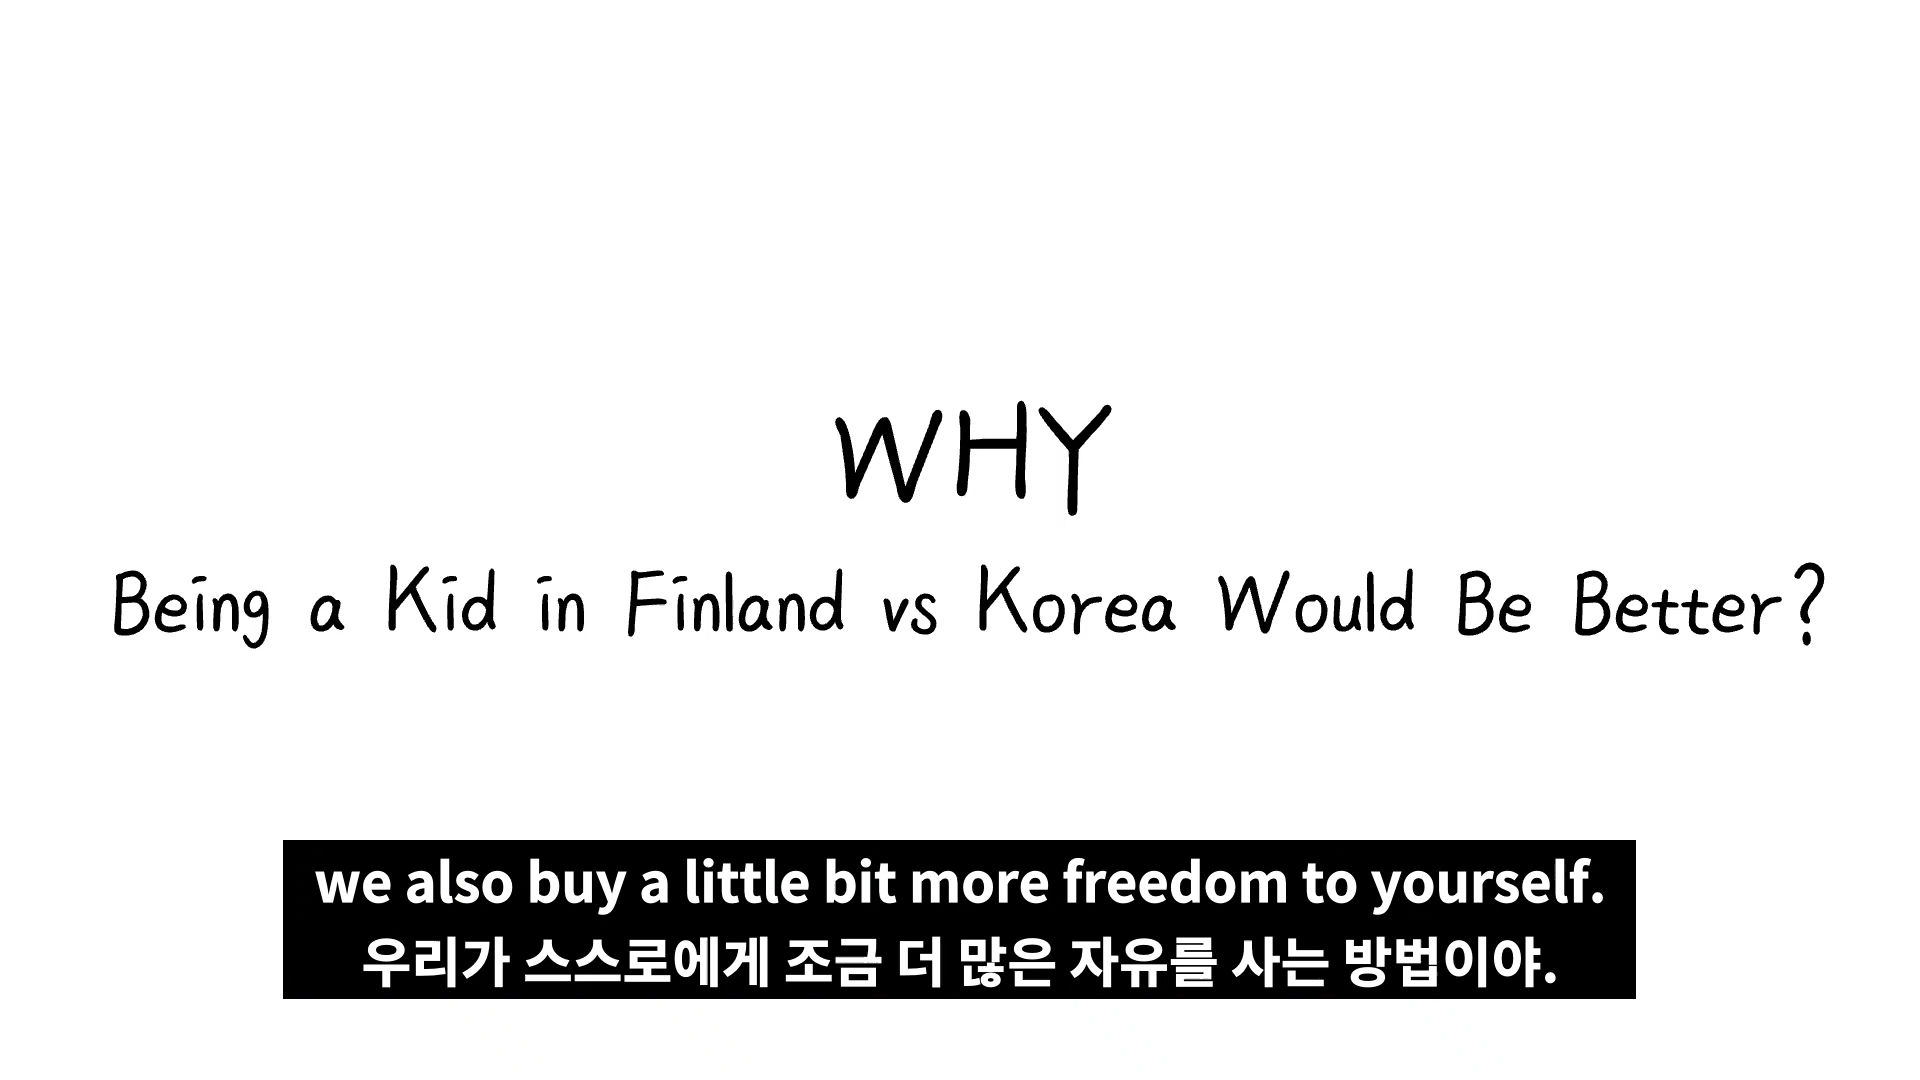 WHY
Being a Kid in Finland vs Korea Would Be Better?
we also buy a little bit more freedom to yourself.
우리가 스스로에게 조금 더 많은 자유를 사는 방법이야.